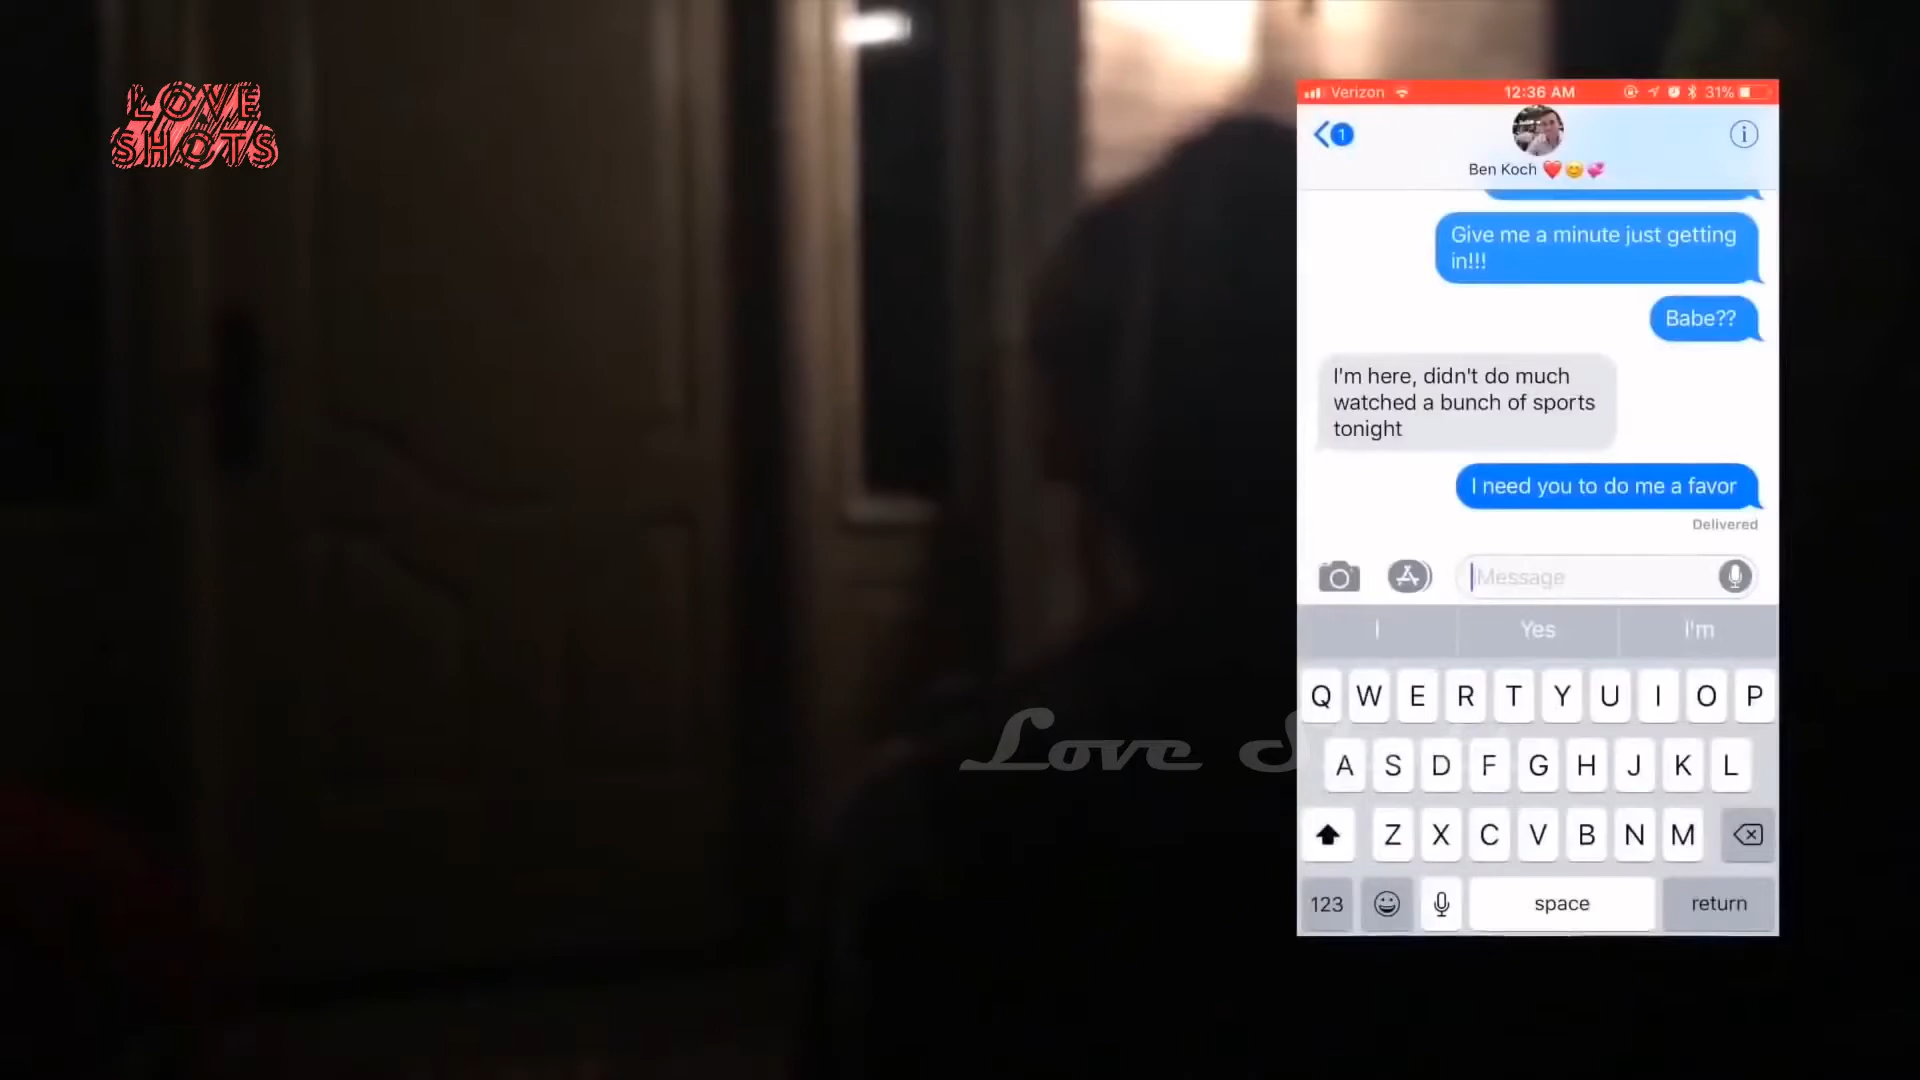 LOVE
SHOTS
Verizon
12:36 AM
31%
1
Ben Koch ❤️😊💞
Give me a minute just getting
in!!!
Babe??
I'm here, didn't do much
watched a bunch of sports
tonight
I need you to do me a favor
Delivered
Message
I
Yes
I'm
Q W E R T Y U I O P
A S D F G H J K L
Z X C V B N M
123
space
return
Love S